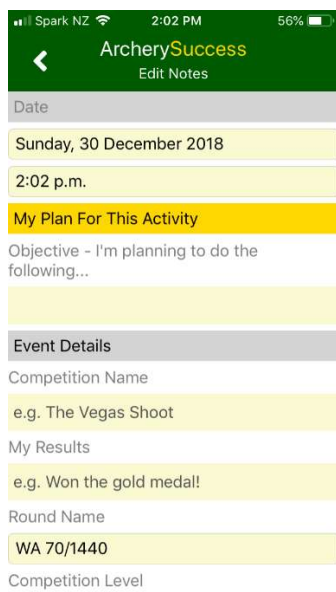 Spark NZ 2:02 PM 56%
ArcherySuccess
Edit Notes
Date
Sunday, 30 December 2018
2:02 p.m.
My Plan For This Activity
Objective - I'm planning to do the
following...
Event Details
Competition Name
e.g. The Vegas Shoot
My Results
e.g. Won the gold medal!
Round Name
WA 70/1440
Competition Level